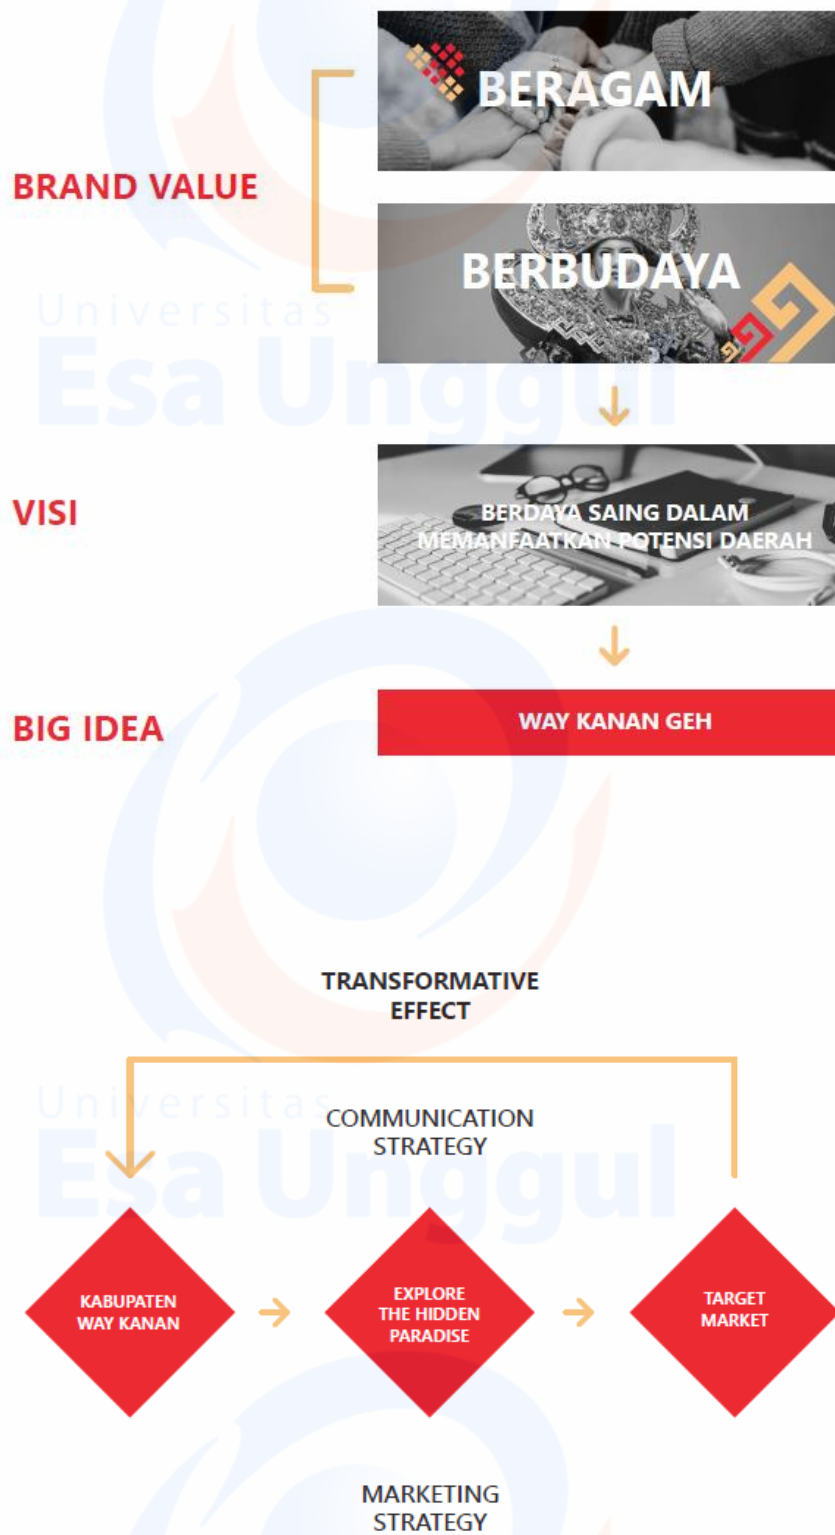 BERAGAM
BRAND VALUE
BERBUDAYA
Universitas
Esa Unggul
VISI
BERDAYA SAING DALAM
MEMANFAATKAN POTENSI DAERAH
BIG IDEA
WAY KANAN GEH
TRANSFORMATIVE
EFFECT
Universitas
Esa Unggul
COMMUNICATION
STRATEGY
KABUPATEN
WAY KANAN
EXPLORE
THE HIDDEN
PARADISE
TARGET
MARKET
MARKETING
STRATEGY